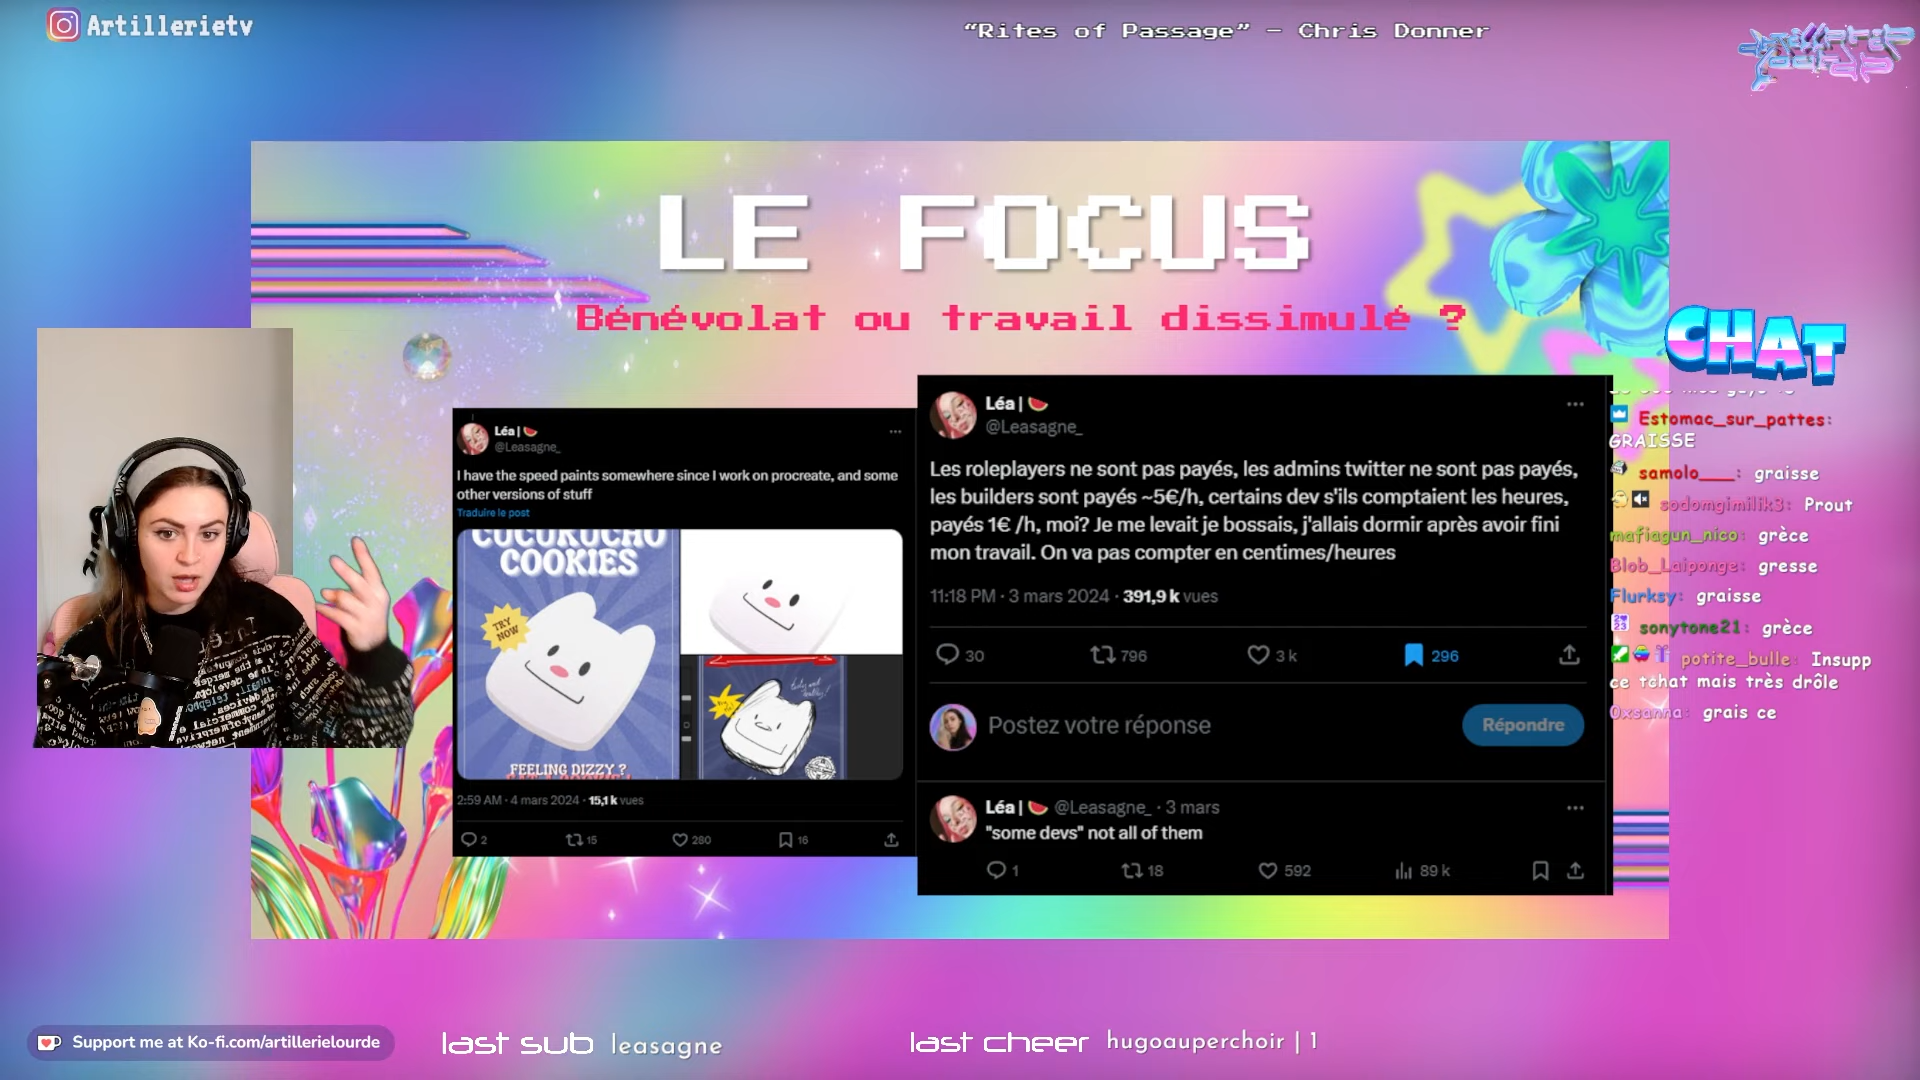 Artillerietv
“Rites of Passage” - Chris Donner
LE FOCUS
Bénévolat ou travail dissimulé ?
Léa |
@Leasagne_
I have the speed paints somewhere since I work on procreate, and some
other versions of stuff
Traduire le post
CUCURUCHO
COOKIES
TRY
NOW
FEELING DIZZY ?
2:59 AM · 4 mars 2024 · 15,1 k vues
2
15
280
16
Léa |
@Leasagne_
Les roleplayers ne sont pas payés, les admins twitter ne sont pas payés,
les builders sont payés ~5€/h, certains dev s'ils comptaient les heures,
payés 1€ /h, moi? Je me levait je bossais, j'allais dormir après avoir fini
mon travail. On va pas compter en centimes/heures
11:18 PM · 3 mars 2024 · 391,9 k vues
30
796
3 k
296
Postez votre réponse
Répondre
Léa | @Leasagne_ · 3 mars
"some devs" not all of them
1
18
592
89 k
CHAT
Estomac_sur_pattes:
GRAISSE
samolo___: graisse
sodomgimilik3: Prout
mafiagun_nico: grèce
Blob_Laiponge: gresse
Flurksy: graisse
sonytone21: grèce
potite_bulle: Insupp
ce tchat mais très drôle
Oxsanna: grais ce
Support me at Ko-fi.com/artillerielourde
last sub leasagne
last cheer hugoauperchoir | 1